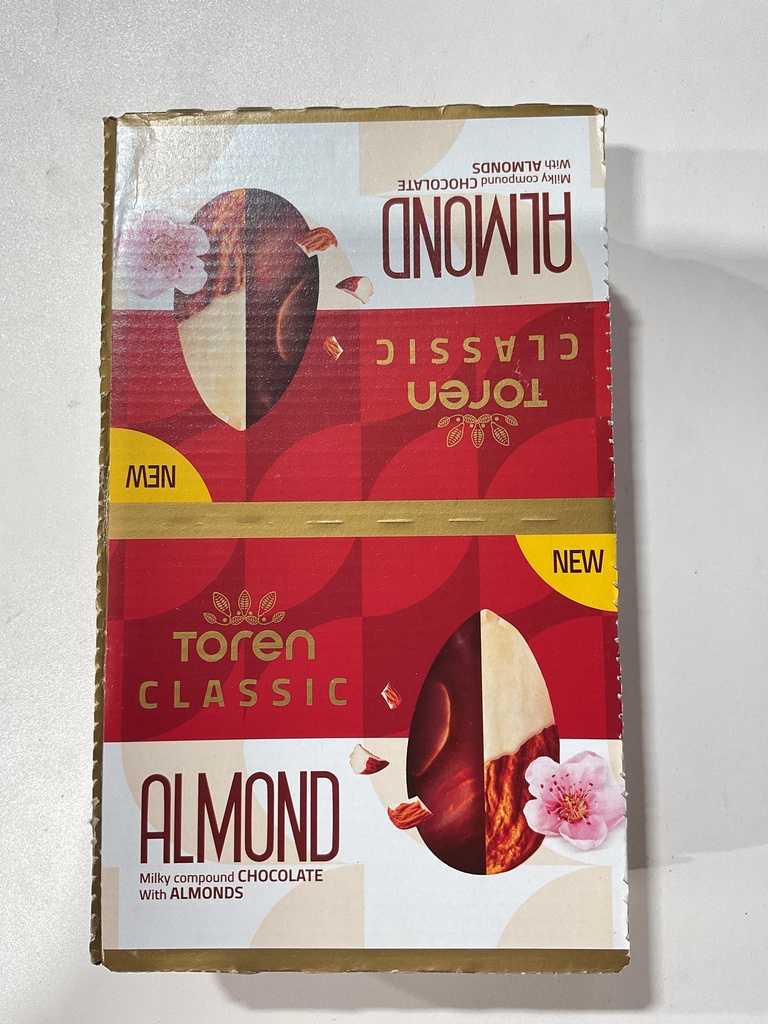 With ALMONDS
Milky compound CHOCOLATE
ALMOND
CLASSIC
Toren
NEW
NEW
Toren
CLASSIC
ALMOND
Milky compound CHOCOLATE
With ALMONDS